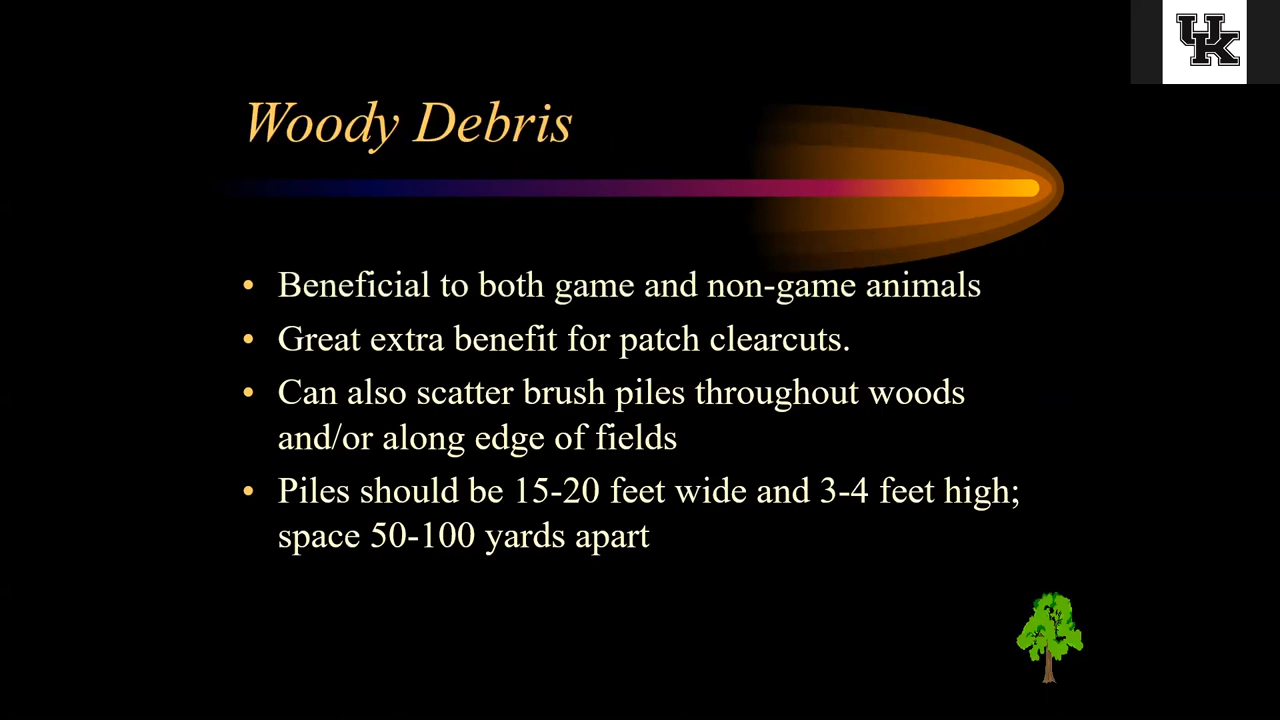 UK
Woody Debris
• Beneficial to both game and non-game animals
• Great extra benefit for patch clearcuts.
• Can also scatter brush piles throughout woods
and/or along edge of fields
• Piles should be 15-20 feet wide and 3-4 feet high;
space 50-100 yards apart